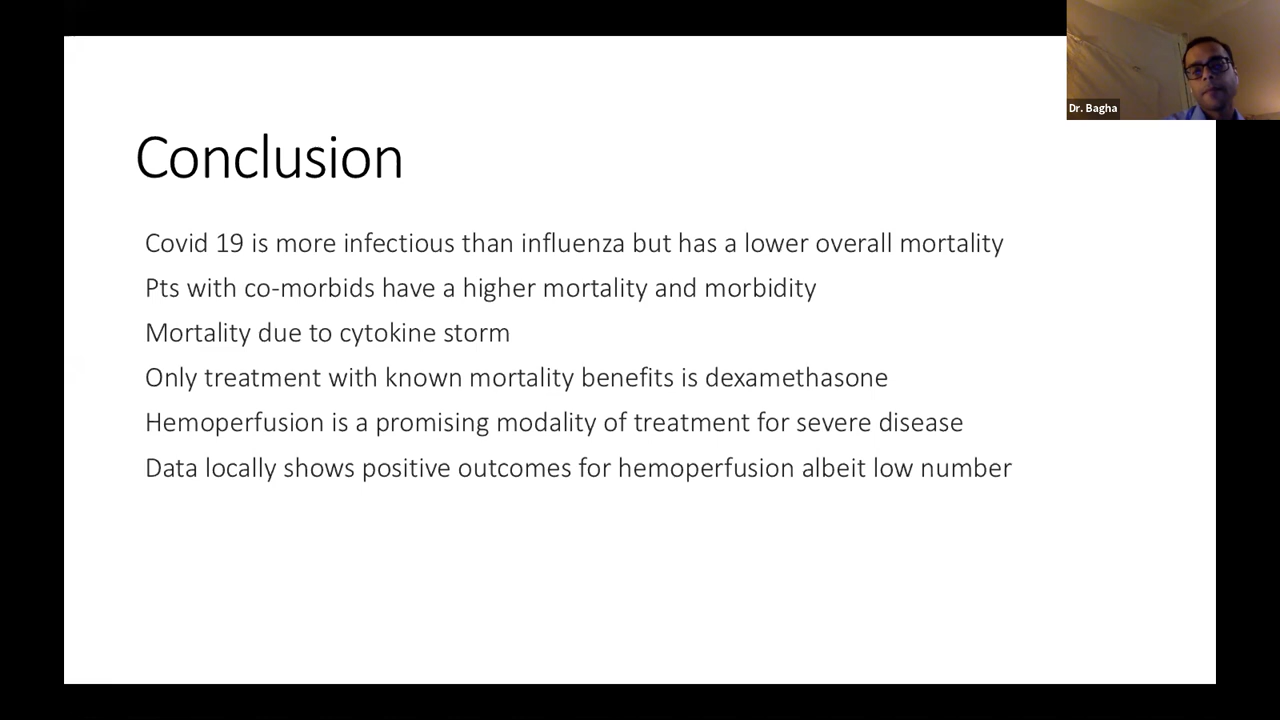 Dr. Bagha
Conclusion
Covid 19 is more infectious than influenza but has a lower overall mortality
Pts with co-morbids have a higher mortality and morbidity
Mortality due to cytokine storm
Only treatment with known mortality benefits is dexamethasone
Hemoperfusion is a promising modality of treatment for severe disease
Data locally shows positive outcomes for hemoperfusion albeit low number